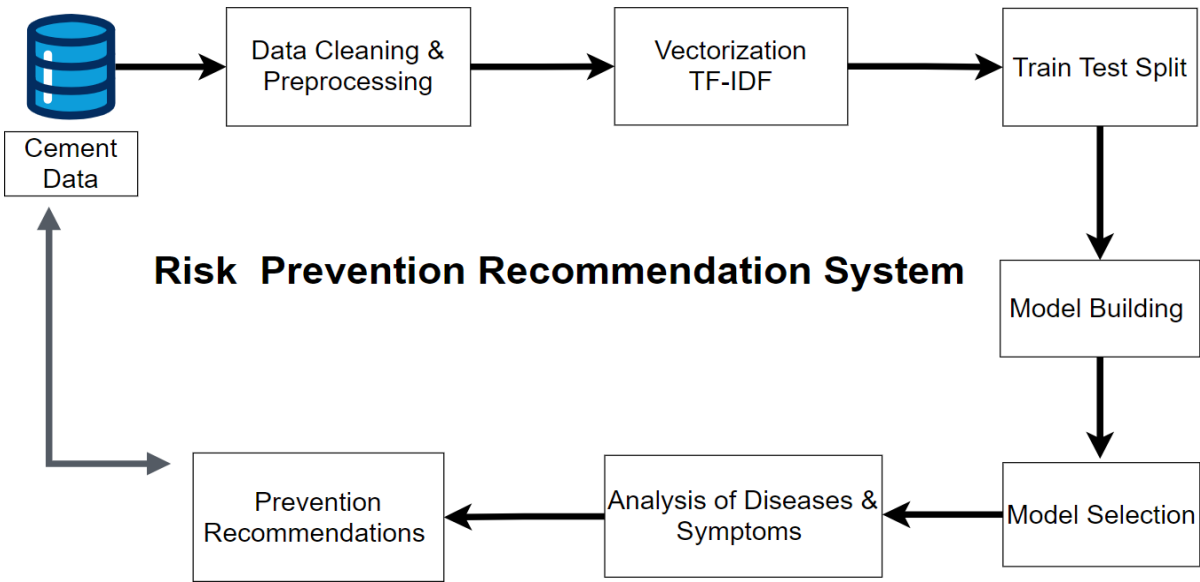 Data Cleaning &
Preprocessing
Vectorization
TF-IDF
Train Test Split
Cement
Data
Risk  Prevention Recommendation System
Model Building
Model Selection
Analysis of Diseases &
Symptoms
Prevention
Recommendations